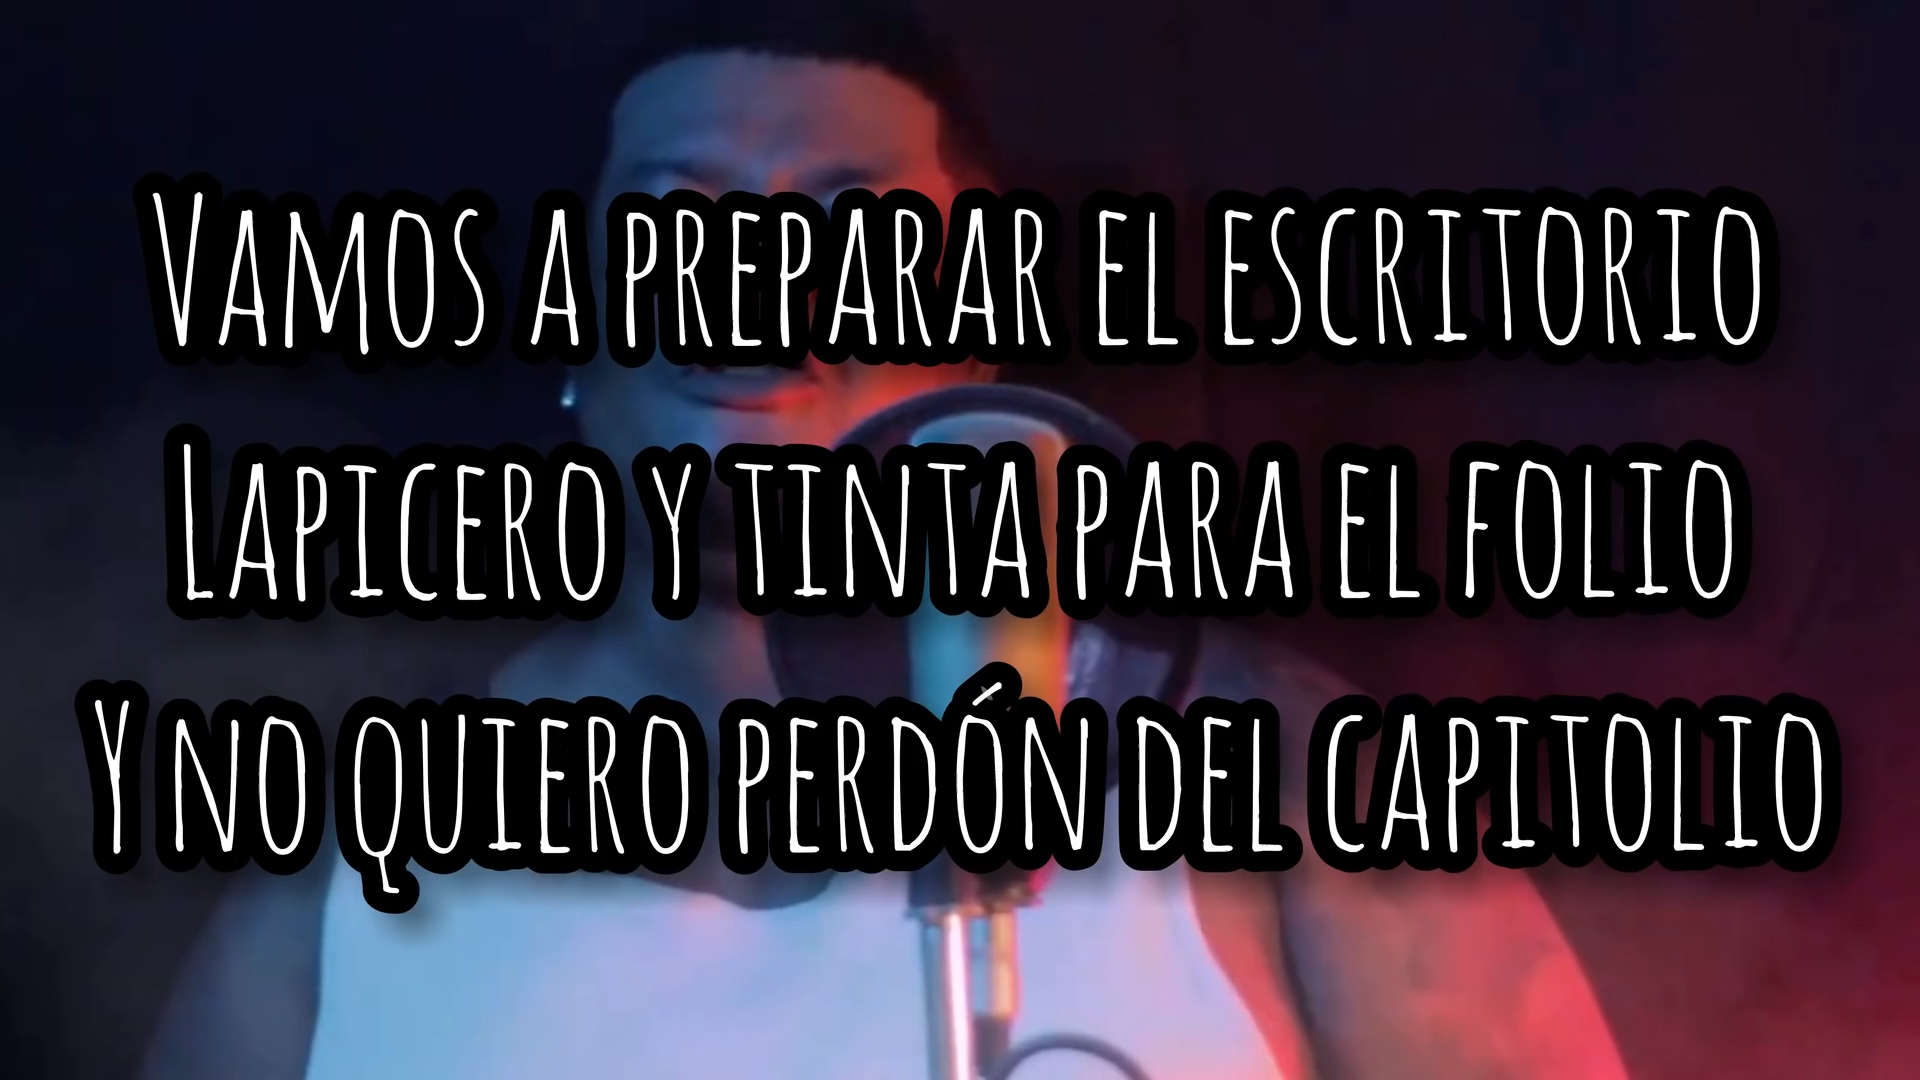 Vamos a preparar el escritorio
Lapicero y tinta para el folio
Y no quiero perdón del capitolio